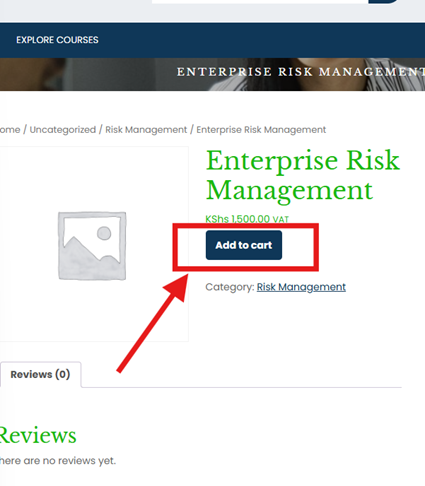 EXPLORE COURSES
ENTERPRISE RISK MANAGEMENT
ome / Uncategorized / Risk Management / Enterprise Risk Management
Enterprise Risk
Management
KShs 1,500.00 VAT
Add to cart
Category: Risk Management
Reviews (0)
Reviews
here are no reviews yet.